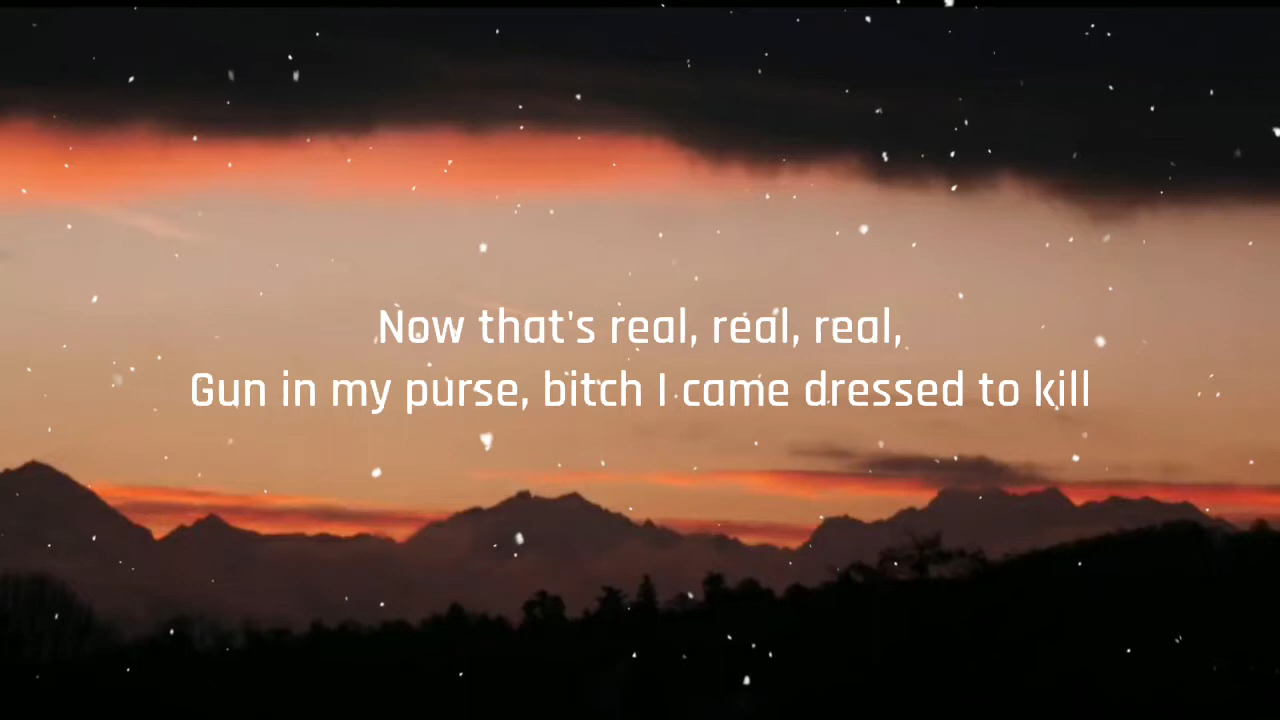 Now that's real, real, real,
Gun in my purse, bitch I came dressed to kill